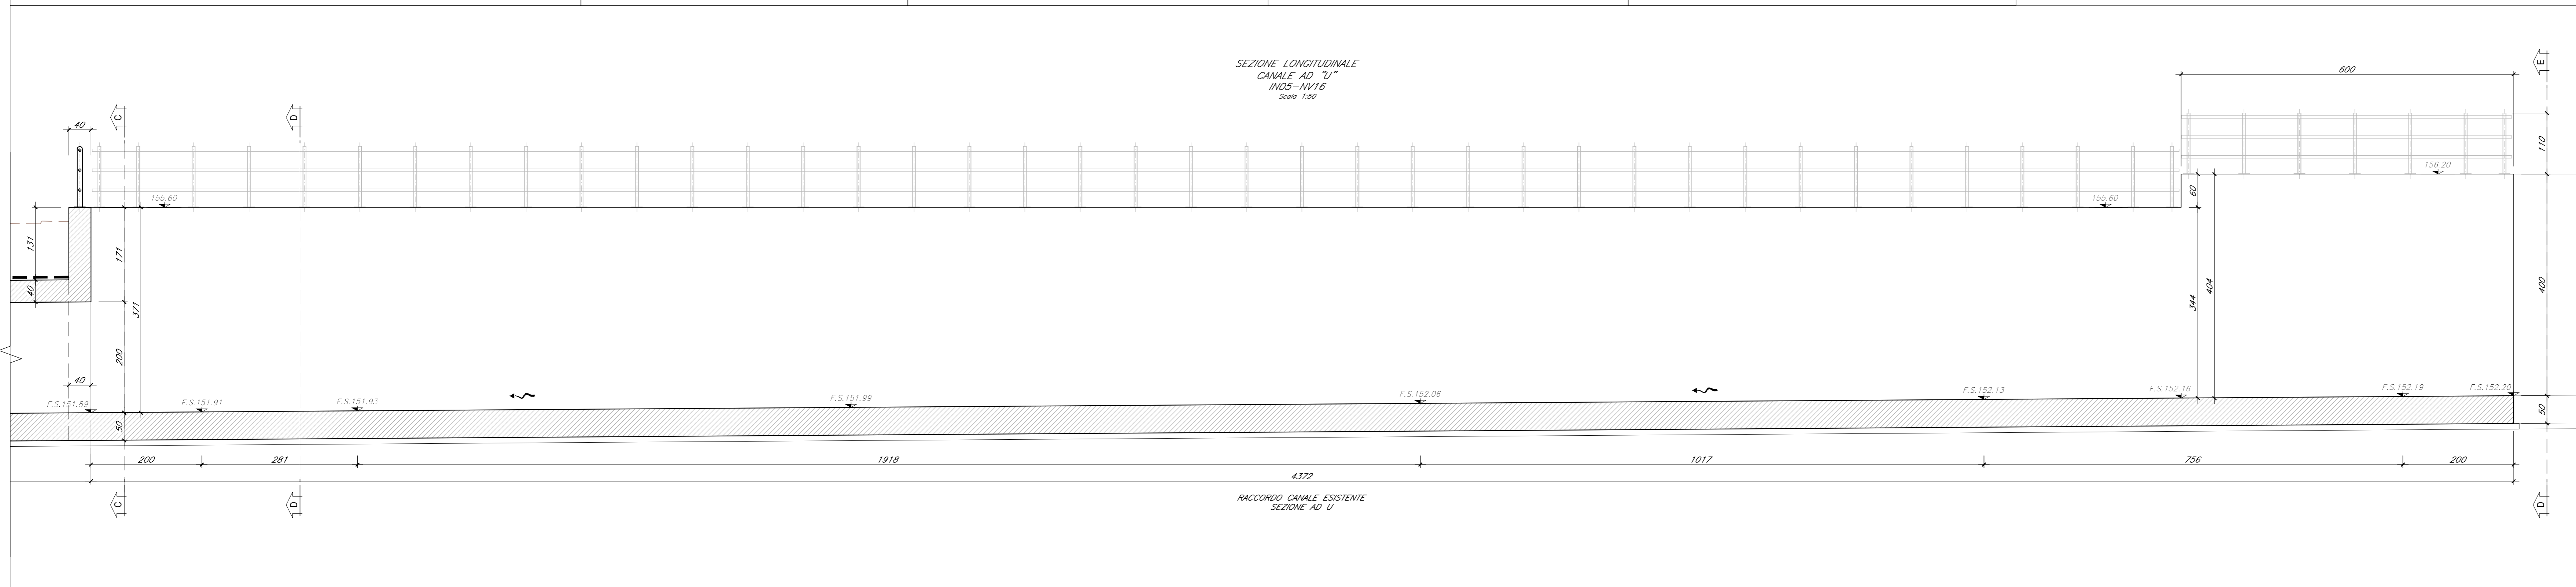 SEZIONE LONGITUDINALE
CANALE AD "U"
IN05-NV16
Scala 1:50
E
600
C
D
40
110
155.60
155.60
156.20
60
131
171
40
371
200
344
404
400
40
F.S.151.89
F.S.151.91
F.S.151.93
F.S.151.99
F.S.152.06
F.S.152.13
F.S.152.16
F.S.152.19
F.S.152.20
50
50
200
281
1918
1017
756
200
4372
C
D
D
RACCORDO CANALE ESISTENTE
SEZIONE AD U